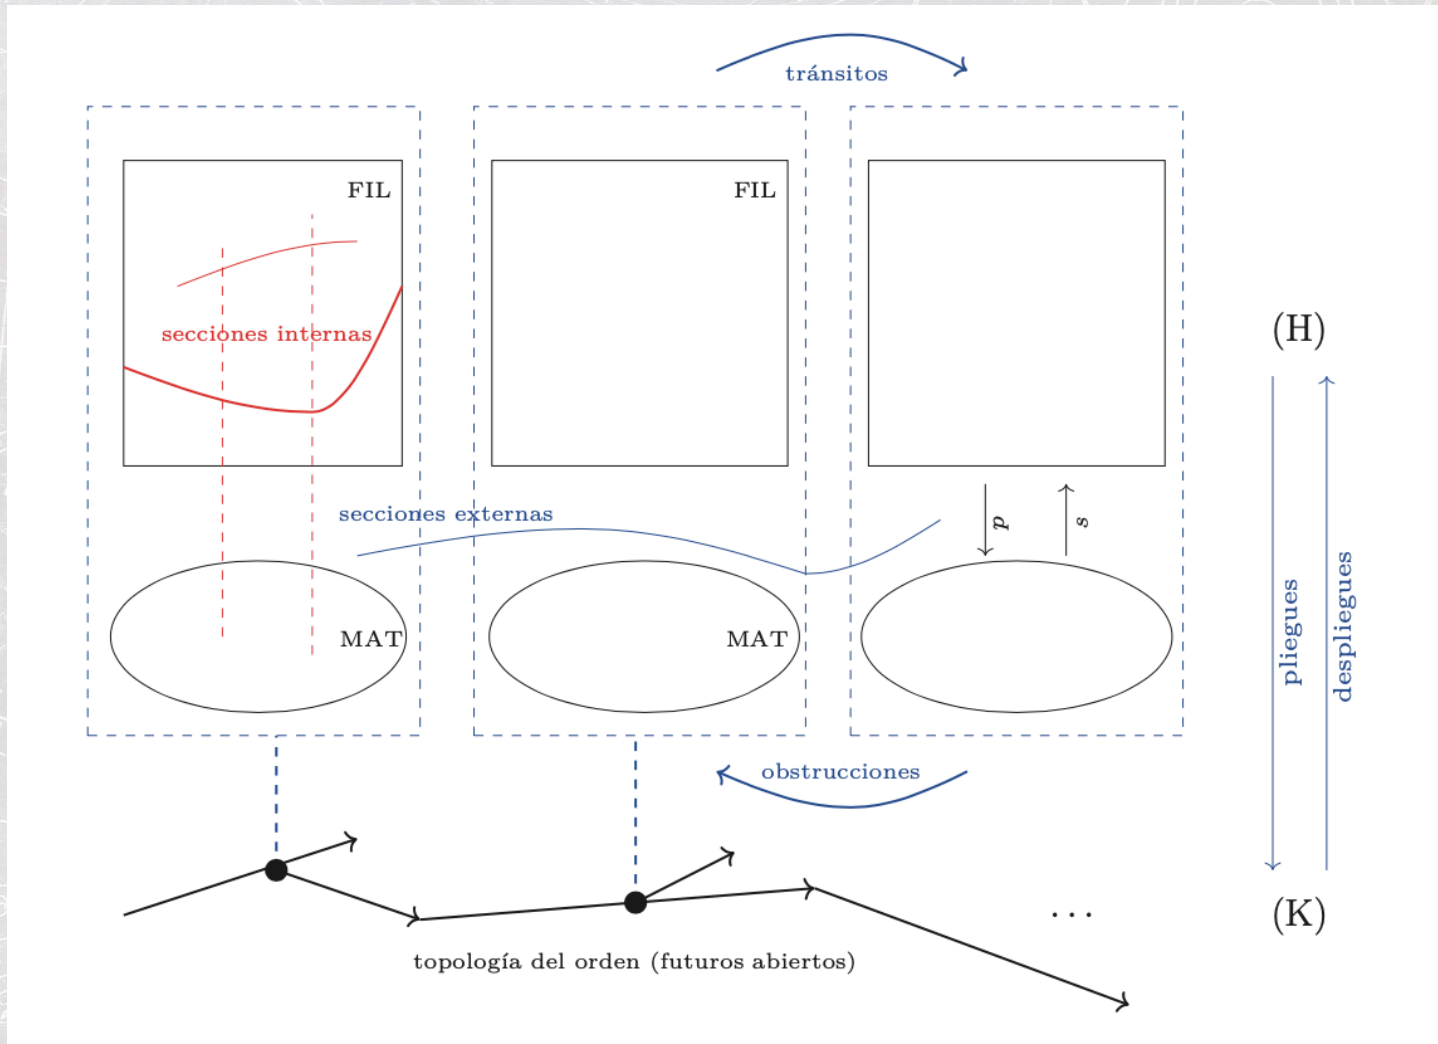 tránsitos
FIL
FIL
secciones internas
(H)
secciones externas
p
s
pliegues
despliegues
MAT
MAT
obstrucciones
...
(K)
topología del orden (futuros abiertos)